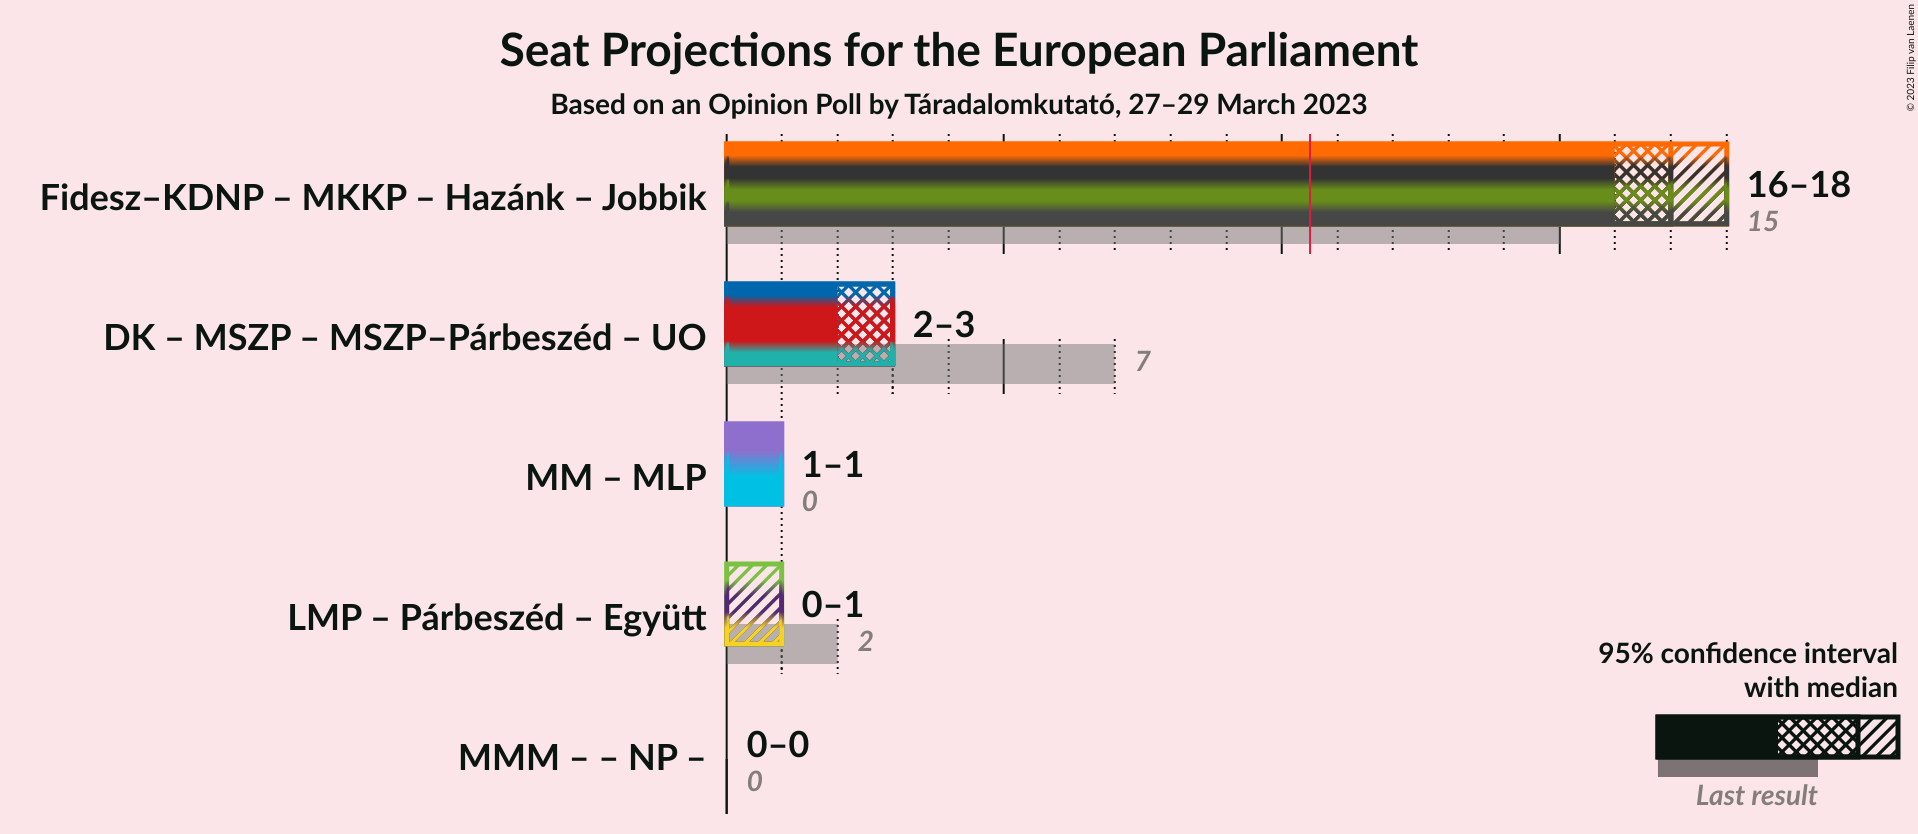 Seat Projections for the European Parliament
Based on an Opinion Poll by Táradalomkutató, 27–29 March 2023
© 2023 Filip van Laenen
Fidesz–KDNP – MKKP – Hazánk – Jobbik
16–18
15
DK – MSZP – MSZP–Párbeszéd – UO
2–3
7
MM – MLP
1–1
0
LMP – Párbeszéd – Együtt
0–1
2
MMM – – NP –
0–0
0
95% confidence interval
with median
Last result